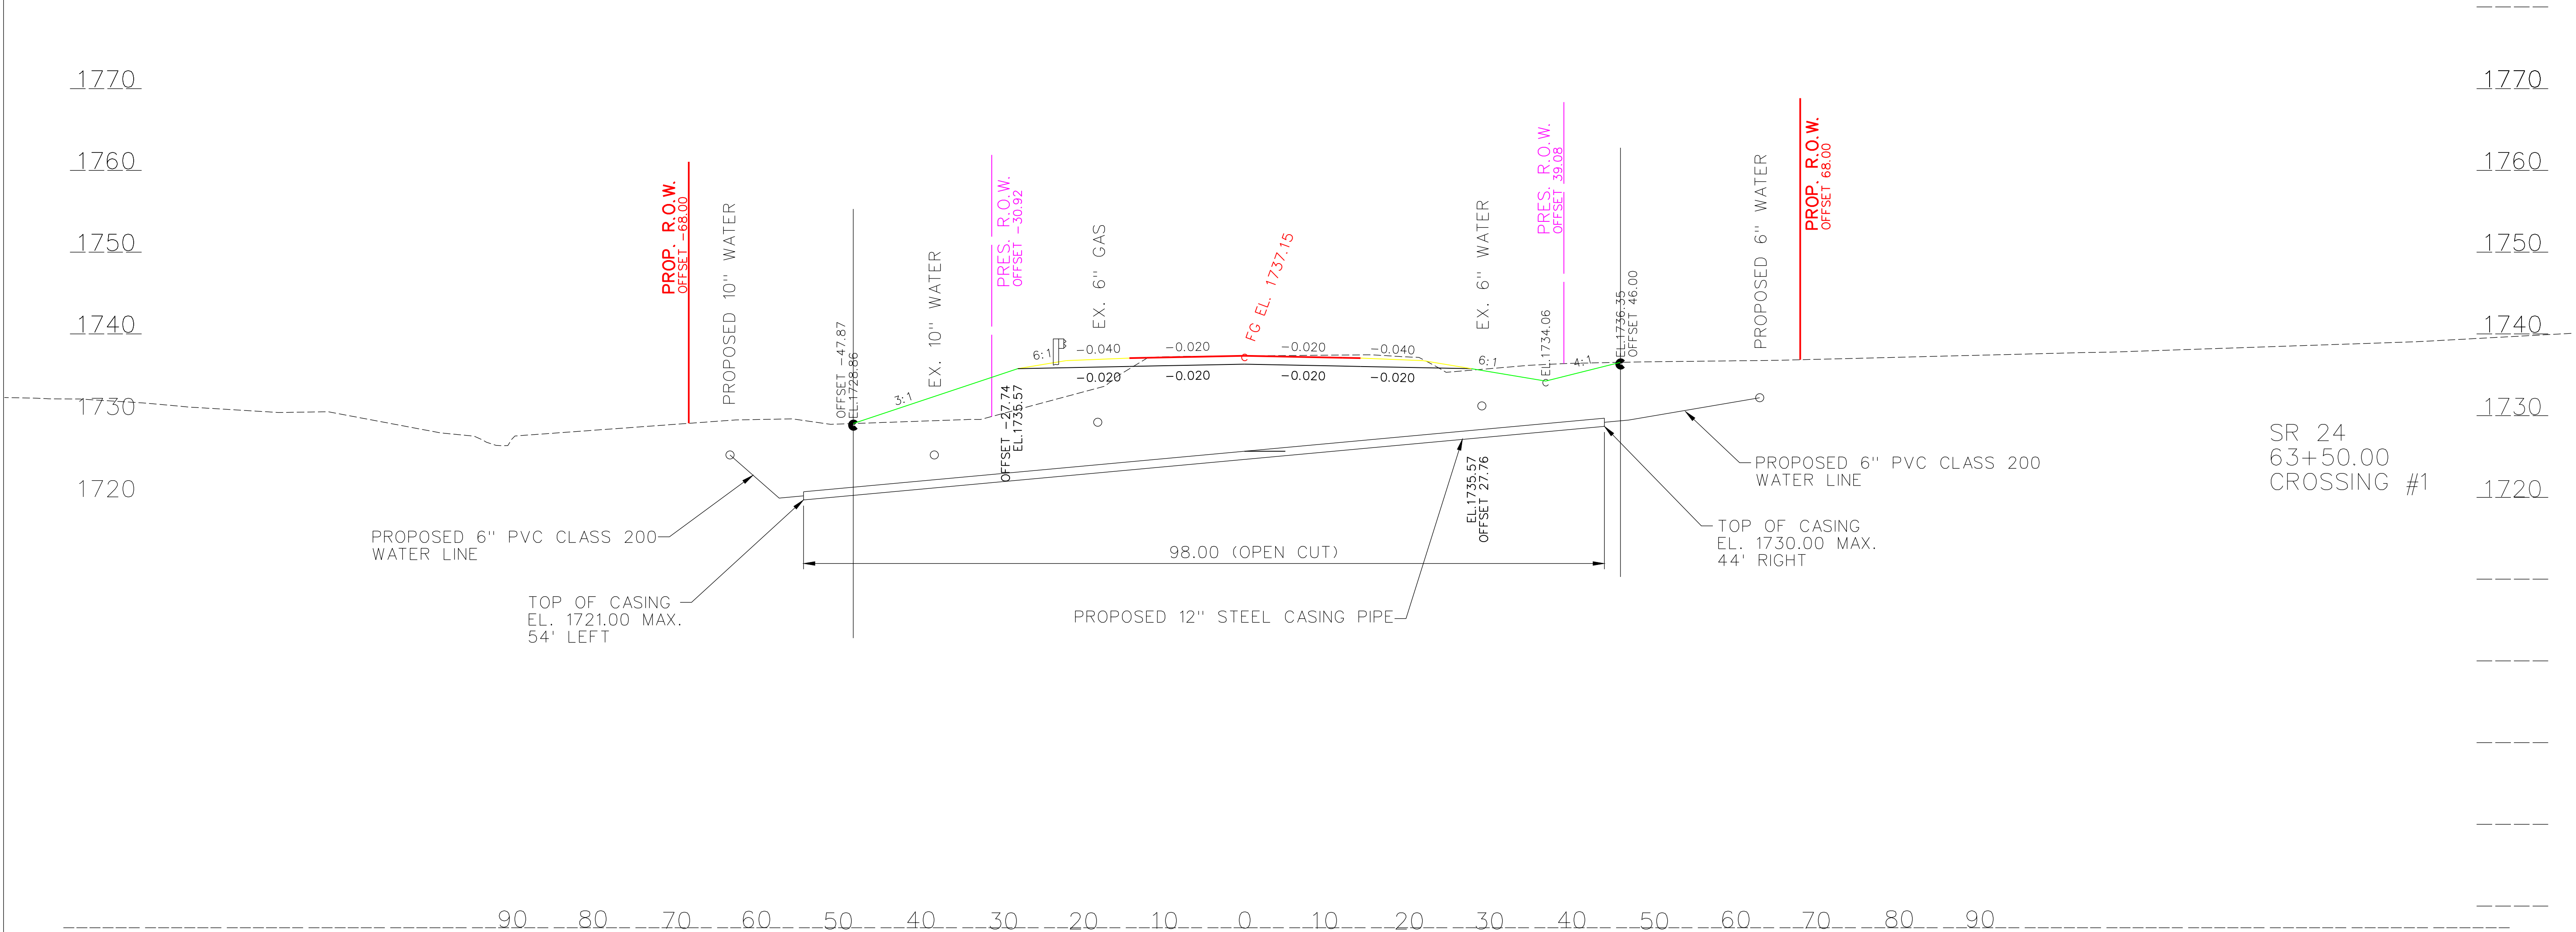 1770
1770
1760
1760
1750
1750
1740
1740
1730
1730
1720
1720
PROP. R.O.W.
OFFSET -68.00
PROPOSED 10" WATER
OFFSET -47.87
EL.1728.86
EX. 10" WATER
PRES. R.O.W.
OFFSET -30.92
EX. 6" GAS
FG EL. 1737.15
EX. 6" WATER
PRES. R.O.W.
OFFSET 39.08
EL.1734.06
EL.1736.35
OFFSET 46.00
PROPOSED 6" WATER
PROP. R.O.W.
OFFSET 68.00
3:1
6:1
-0.040
-0.020
-0.020
-0.040
6:1
4:1
-0.020
-0.020
-0.020
-0.020
OFFSET -27.74
EL.1735.57
EL.1735.57
OFFSET 27.76
SR 24
63+50.00
CROSSING #1
PROPOSED 6" PVC CLASS 200
WATER LINE
PROPOSED 6" PVC CLASS 200
WATER LINE
TOP OF CASING
EL. 1730.00 MAX.
44' RIGHT
98.00 (OPEN CUT)
TOP OF CASING
EL. 1721.00 MAX.
54' LEFT
PROPOSED 12" STEEL CASING PIPE
90 80 70 60 50 40 30 20 10 0 10 20 30 40 50 60 70 80 90